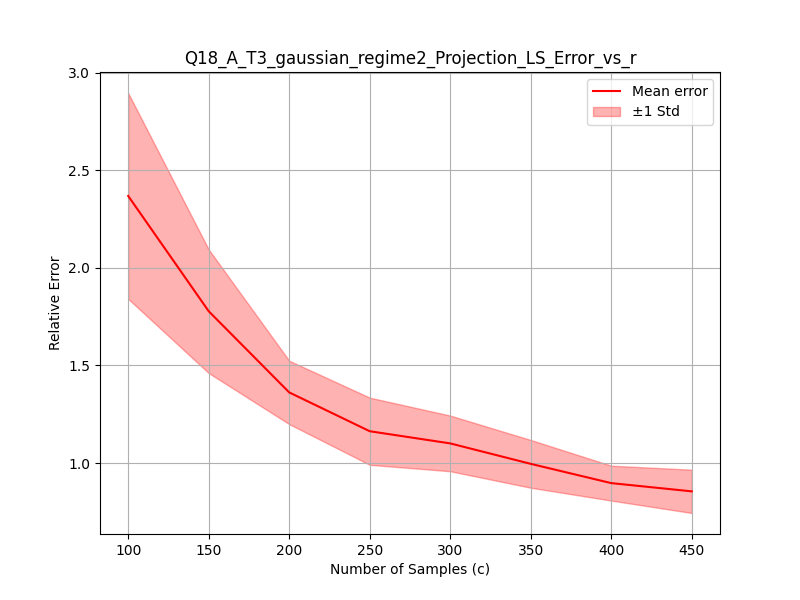 Q18_A_T3_gaussian_regime2_Projection_LS_Error_vs_r
Mean error
±1 Std
3.0
2.5
2.0
1.5
1.0
Relative Error
100 150 200 250 300 350 400 450
Number of Samples (c)